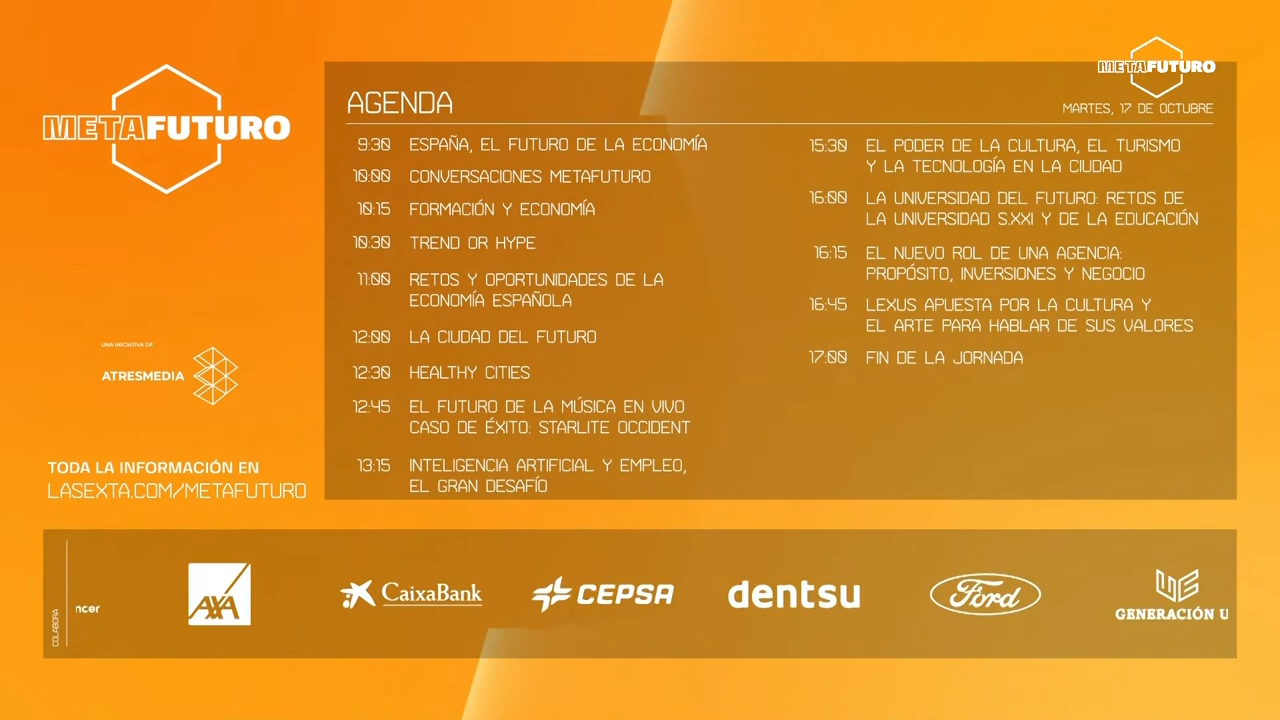 METAFUTURO
UNA INICIATIVA DE
ATRESMEDIA
TODA LA INFORMACIÓN EN
LASEXTA.COM/METAFUTURO
METAFUTURO
AGENDA
MARTES, 17 DE OCTUBRE
9:30 ESPAÑA, EL FUTURO DE LA ECONOMÍA
10:00 CONVERSACIONES METAFUTURO
10:15 FORMACIÓN Y ECONOMÍA
10:30 TREND OR HYPE
11:00 RETOS Y OPORTUNIDADES DE LA
ECONOMÍA ESPAÑOLA
12:00 LA CIUDAD DEL FUTURO
12:30 HEALTHY CITIES
12:45 EL FUTURO DE LA MÚSICA EN VIVO
CASO DE ÉXITO: STARLITE OCCIDENT
13:15 INTELIGENCIA ARTIFICIAL Y EMPLEO,
EL GRAN DESAFÍO
15:30 EL PODER DE LA CULTURA, EL TURISMO
Y LA TECNOLOGÍA EN LA CIUDAD
16:00 LA UNIVERSIDAD DEL FUTURO: RETOS DE
LA UNIVERSIDAD S.XXI Y DE LA EDUCACIÓN
16:15 EL NUEVO ROL DE UNA AGENCIA:
PROPÓSITO, INVERSIONES Y NEGOCIO
16:45 LEXUS APUESTA POR LA CULTURA Y
EL ARTE PARA HABLAR DE SUS VALORES
17:00 FIN DE LA JORNADA
COLABORA
ncer
AXA
CaixaBank
CEPSA
dentsu
Ford
GENERACIÓN U